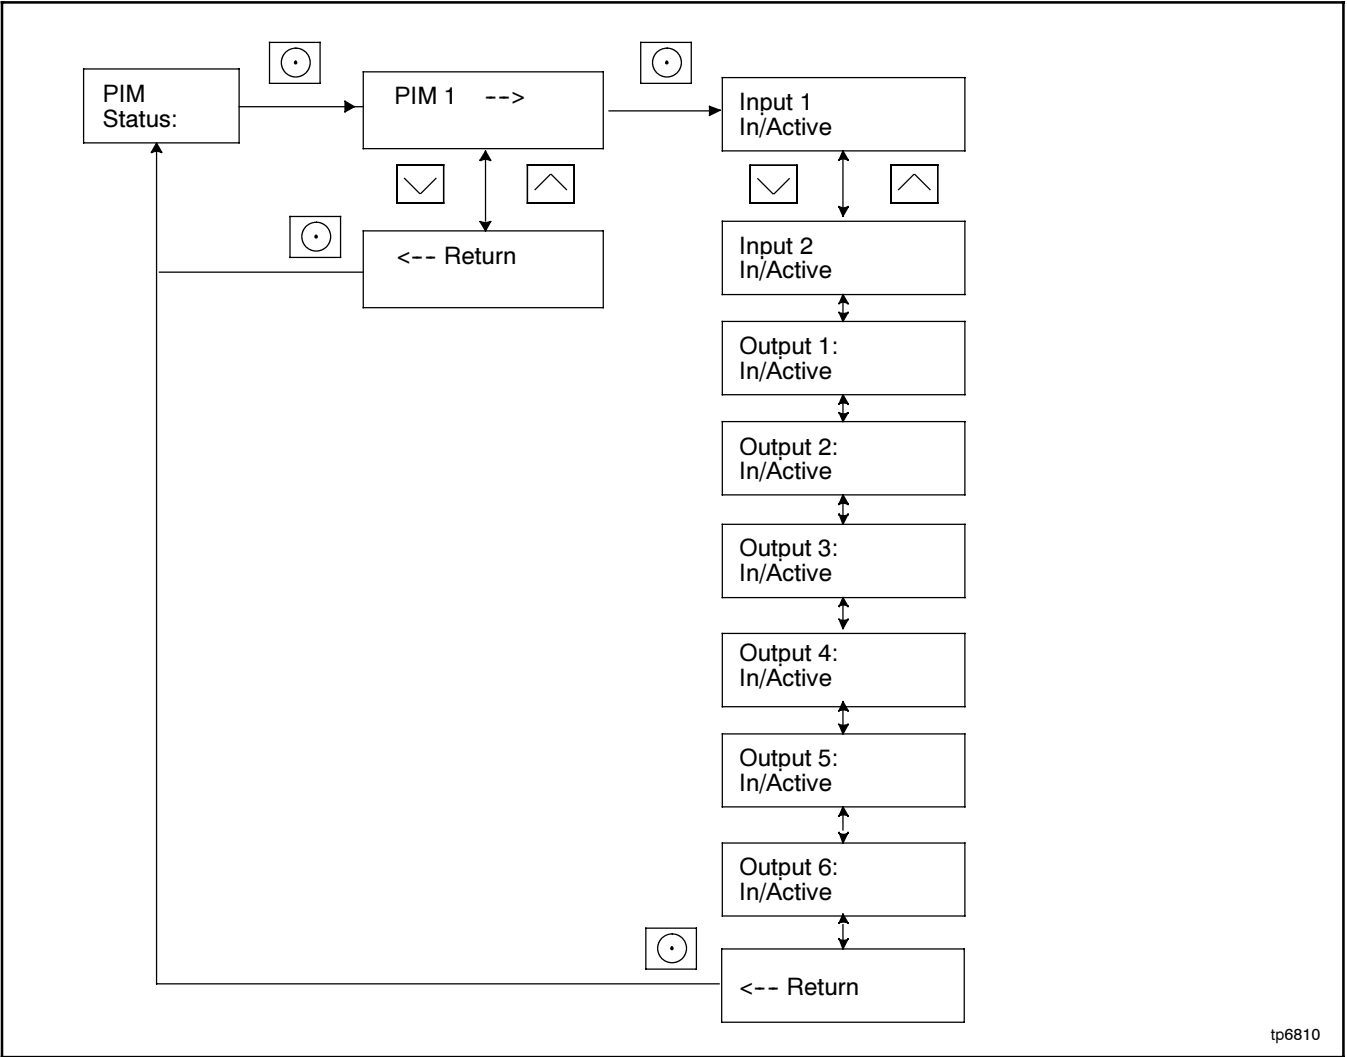 PIM
Status:
PIM 1 -->
<-- Return
Input 1
In/Active
Input 2
In/Active
Output 1:
In/Active
Output 2:
In/Active
Output 3:
In/Active
Output 4:
In/Active
Output 5:
In/Active
Output 6:
In/Active
<-- Return
tp6810